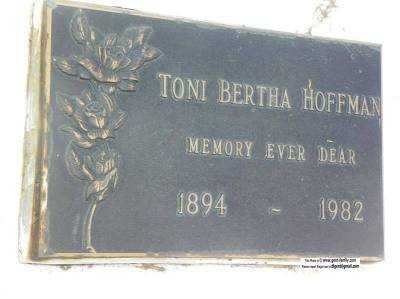 TONI BERTHA HOFFMAN
MEMORY EVER DEAR
1894 - 1982